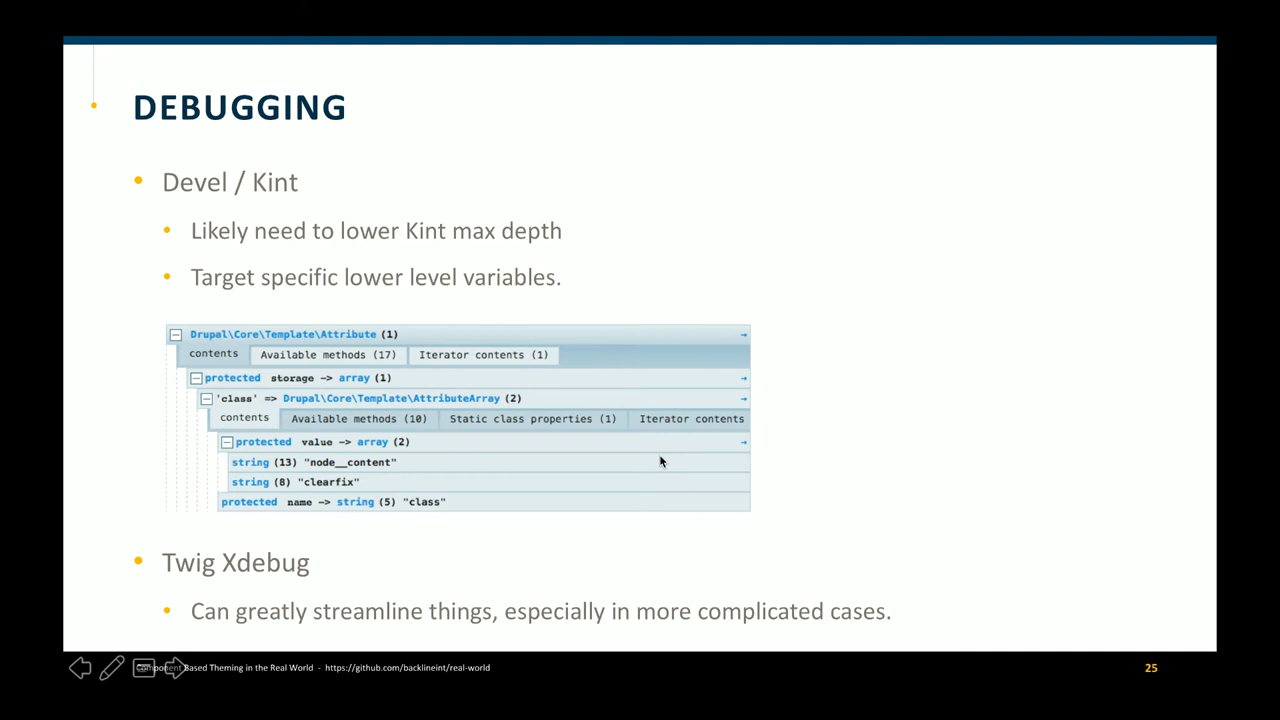 DEBUGGING
• Devel / Kint
• Likely need to lower Kint max depth
• Target specific lower level variables.
Drupal\Core\Template\Attribute (1) →
contents Available methods (17) Iterator contents (1)
protected storage -> array (1) →
'class' => Drupal\Core\Template\AttributeArray (2) →
contents Available methods (10) Static class properties (1) Iterator contents
protected value -> array (2) →
string (13) "node__content"
string (8) "clearfix"
protected name -> string (5) "class"
• Twig Xdebug
• Can greatly streamline things, especially in more complicated cases.
Component Based Theming in the Real World - https://github.com/backlineint/real-world 25